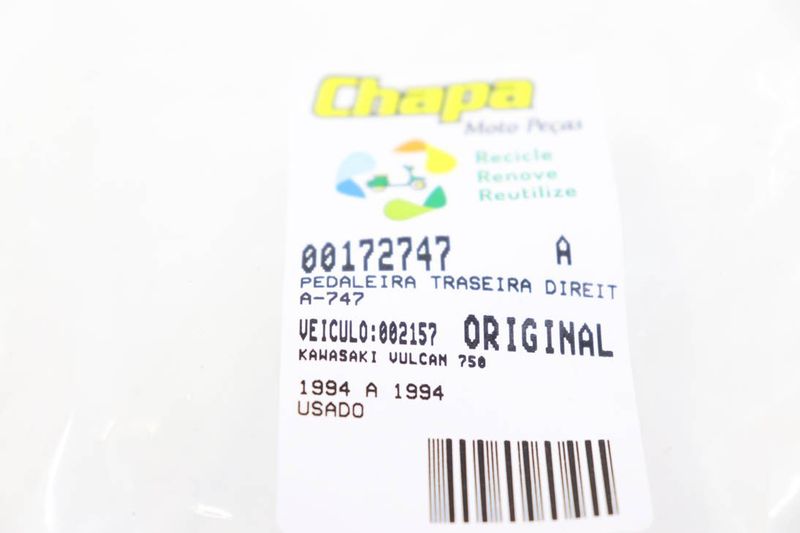 Chapa
Moto Peças
Recicle
Renove
Reutilize
00172747 A
PEDALEIRA TRASEIRA DIREIT
A-747
VEICULO:002157 ORIGINAL
KAWASAKI VULCAN 750
1994 A 1994
USADO